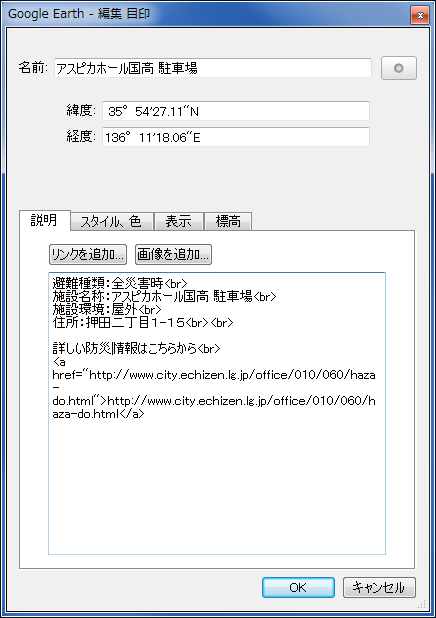 Google Earth - 編集 目印
名前: アスピカホール国高 駐車場
緯度: 35° 54'27.11"N
経度: 136° 11'18.06"E
説明 スタイル、色 表示 標高
リンクを追加... 画像を追加...
避難種類：全災害時<br>
施設名称：アスピカホール国高 駐車場<br>
施設環境：屋外<br>
住所：押田二丁目1-15<br><br>
詳しい防災情報はこちらから<br>
<a
href="http://www.city.echizen.lg.jp/office/010/060/haza
-
do.html">http://www.city.echizen.lg.jp/office/010/060/h
aza-do.html</a>
OK キャンセル